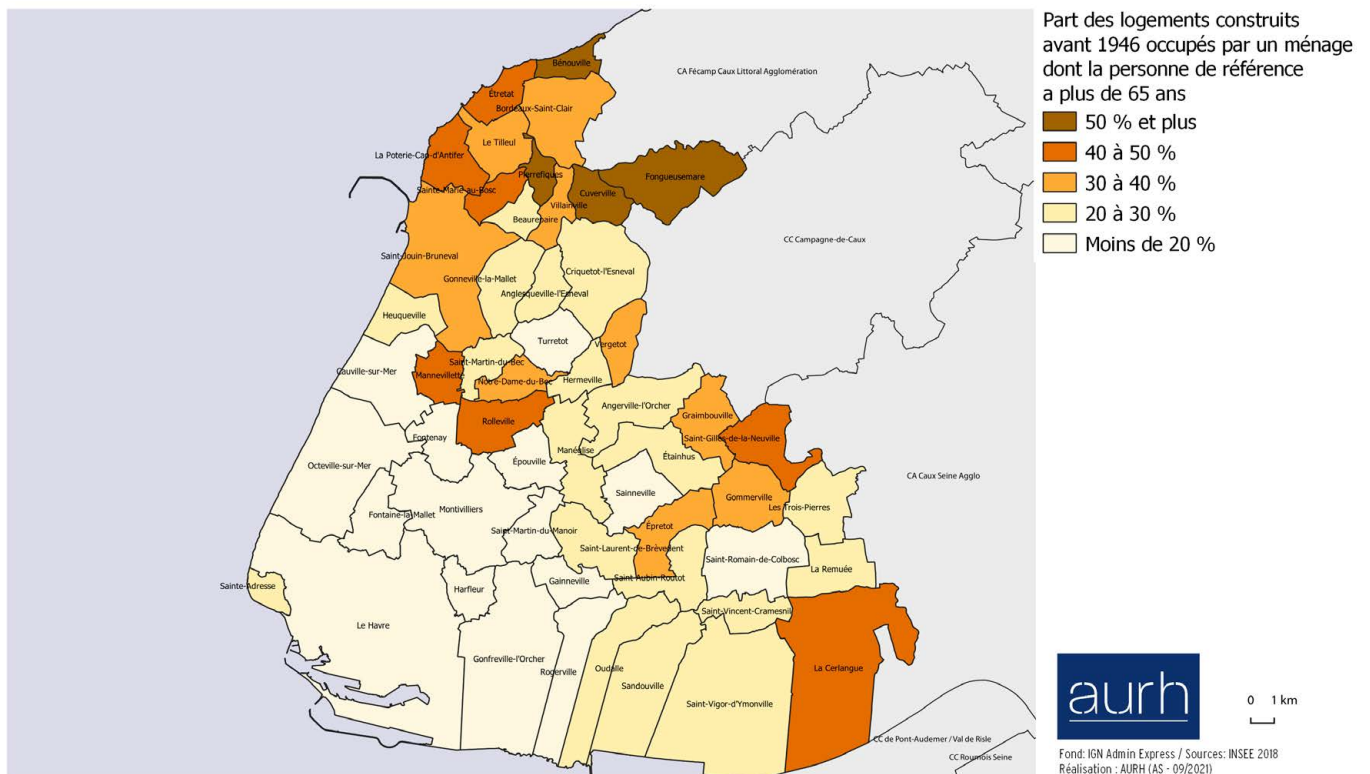 Part des logements construits
avant 1946 occupés par un ménage
dont la personne de référence
a plus de 65 ans
50 % et plus
40 à 50 %
30 à 40 %
20 à 30 %
Moins de 20 %
Bénouville
CA Fécamp Caux Littoral Agglomération
Étretat
Bordeaux-Saint-Clair
Le Tilleul
La Poterie-Cap-d'Antifer
Pierrefiques
Fongueusemare
Sainte-Marie-au-Bosc
Cuverville
Villainville
Beaurepaire
CC Campagne-de-Caux
Saint-Jouin-Bruneval
Criquetot-l'Esneval
Gonneville-la-Mallet
Anglesqueville-l'Esneval
Heuqueville
Turretot
Vergetot
Saint-Martin-du-Bec
Cauville-sur-Mer
Mannevillette
Notre-Dame-du-Bec
Hermeville
Angerville-l'Orcher
Graimbouville
Rolleville
Fontenay
Saint-Gilles-de-la-Neuville
Manéglise
Étainhus
Épouville
Octeville-sur-Mer
CA Caux Seine Agglo
Sainneville
Gommerville
Les Trois-Pierres
Montivilliers
Fontaine-la-Mallet
Saint-Martin-du-Manoir
Épretot
Saint-Laurent-de-Brèvedent
Saint-Romain-de-Colbosc
La Remuée
Sainte-Adresse
Harfleur
Gainneville
Saint-Aubin-Routot
Saint-Vincent-Cramesnil
Le Havre
Gonfreville-l'Orcher
Rogerville
Oudalle
Sandouville
La Cerlangue
Saint-Vigor-d'Ymonville
CC de Pont-Audemer / Val de Risle
CC Roumois Seine
aurh
0 1 km
Fond: IGN Admin Express / Sources: INSEE 2018
Réalisation : AURH (AS - 09/2021)